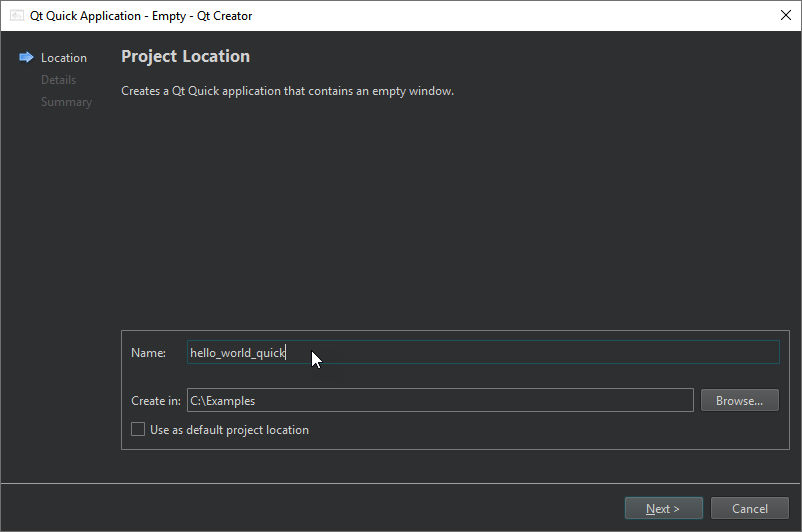 Qt Quick Application - Empty - Qt Creator
Location
Details
Summary
Project Location
Creates a Qt Quick application that contains an empty window.
Name: hello_world_quick
Create in: C:\Examples Browse...
Use as default project location
Next > Cancel